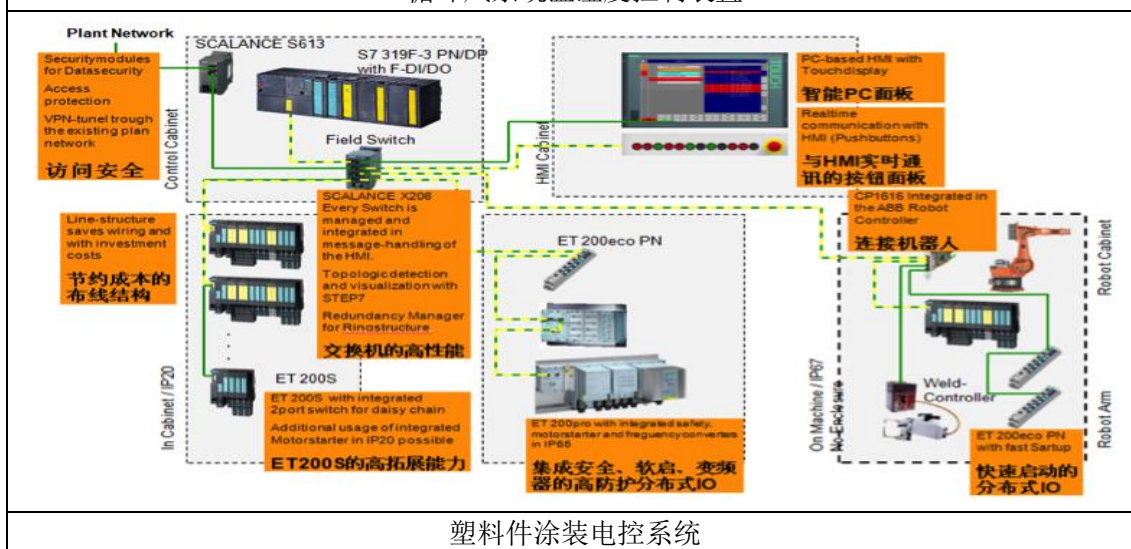 Plant Network
SCALANCE S613
S7 319F-3 PN/DP
with F-DI/DO
Securitymodules
for Datasecurity
Access
protection
VPN-tunel trough
the existing plan
network
访问安全
Control Cabinet
Field Switch
HMI Cabinet
PC-based HMI with
Touchdisplay
智能PC面板
Realtime
communication with
HMI (Pushbuttons)
与HMI实时通
讯的按钮面板
Line-structure
saves wiring and
with investment
costs
节约成本的
布线结构
SCALANCE X208
Every Switch is
managed and
integrated in
message-handling of
the HMI.
Topologic detection
and visualization with
STEP7
Redundancy Manager
for Ringstructure
交换机的高性能
ET 200eco PN
CP1616 Integrated in
the ABB Robot
Controller
连接机器人
Robot Cabinet
In Cabinet / IP20
ET 200S
ET 200S with integrated
2port switch for daisy chain
Additional usage of integrated
Motorstarter in IP20 possible
ET200S的高拓展能力
ET 200pro with integrated safety,
motorstarter and frequency converters
in IP66
集成安全、软启、变频
器的高防护分布式IO
On Machine / IP67
No-Enclosure
Weld-
Controller
Robot Arm
ET 200eco PN
with fast Sartup
快速启动的
分布式IO
塑料件涂装电控系统